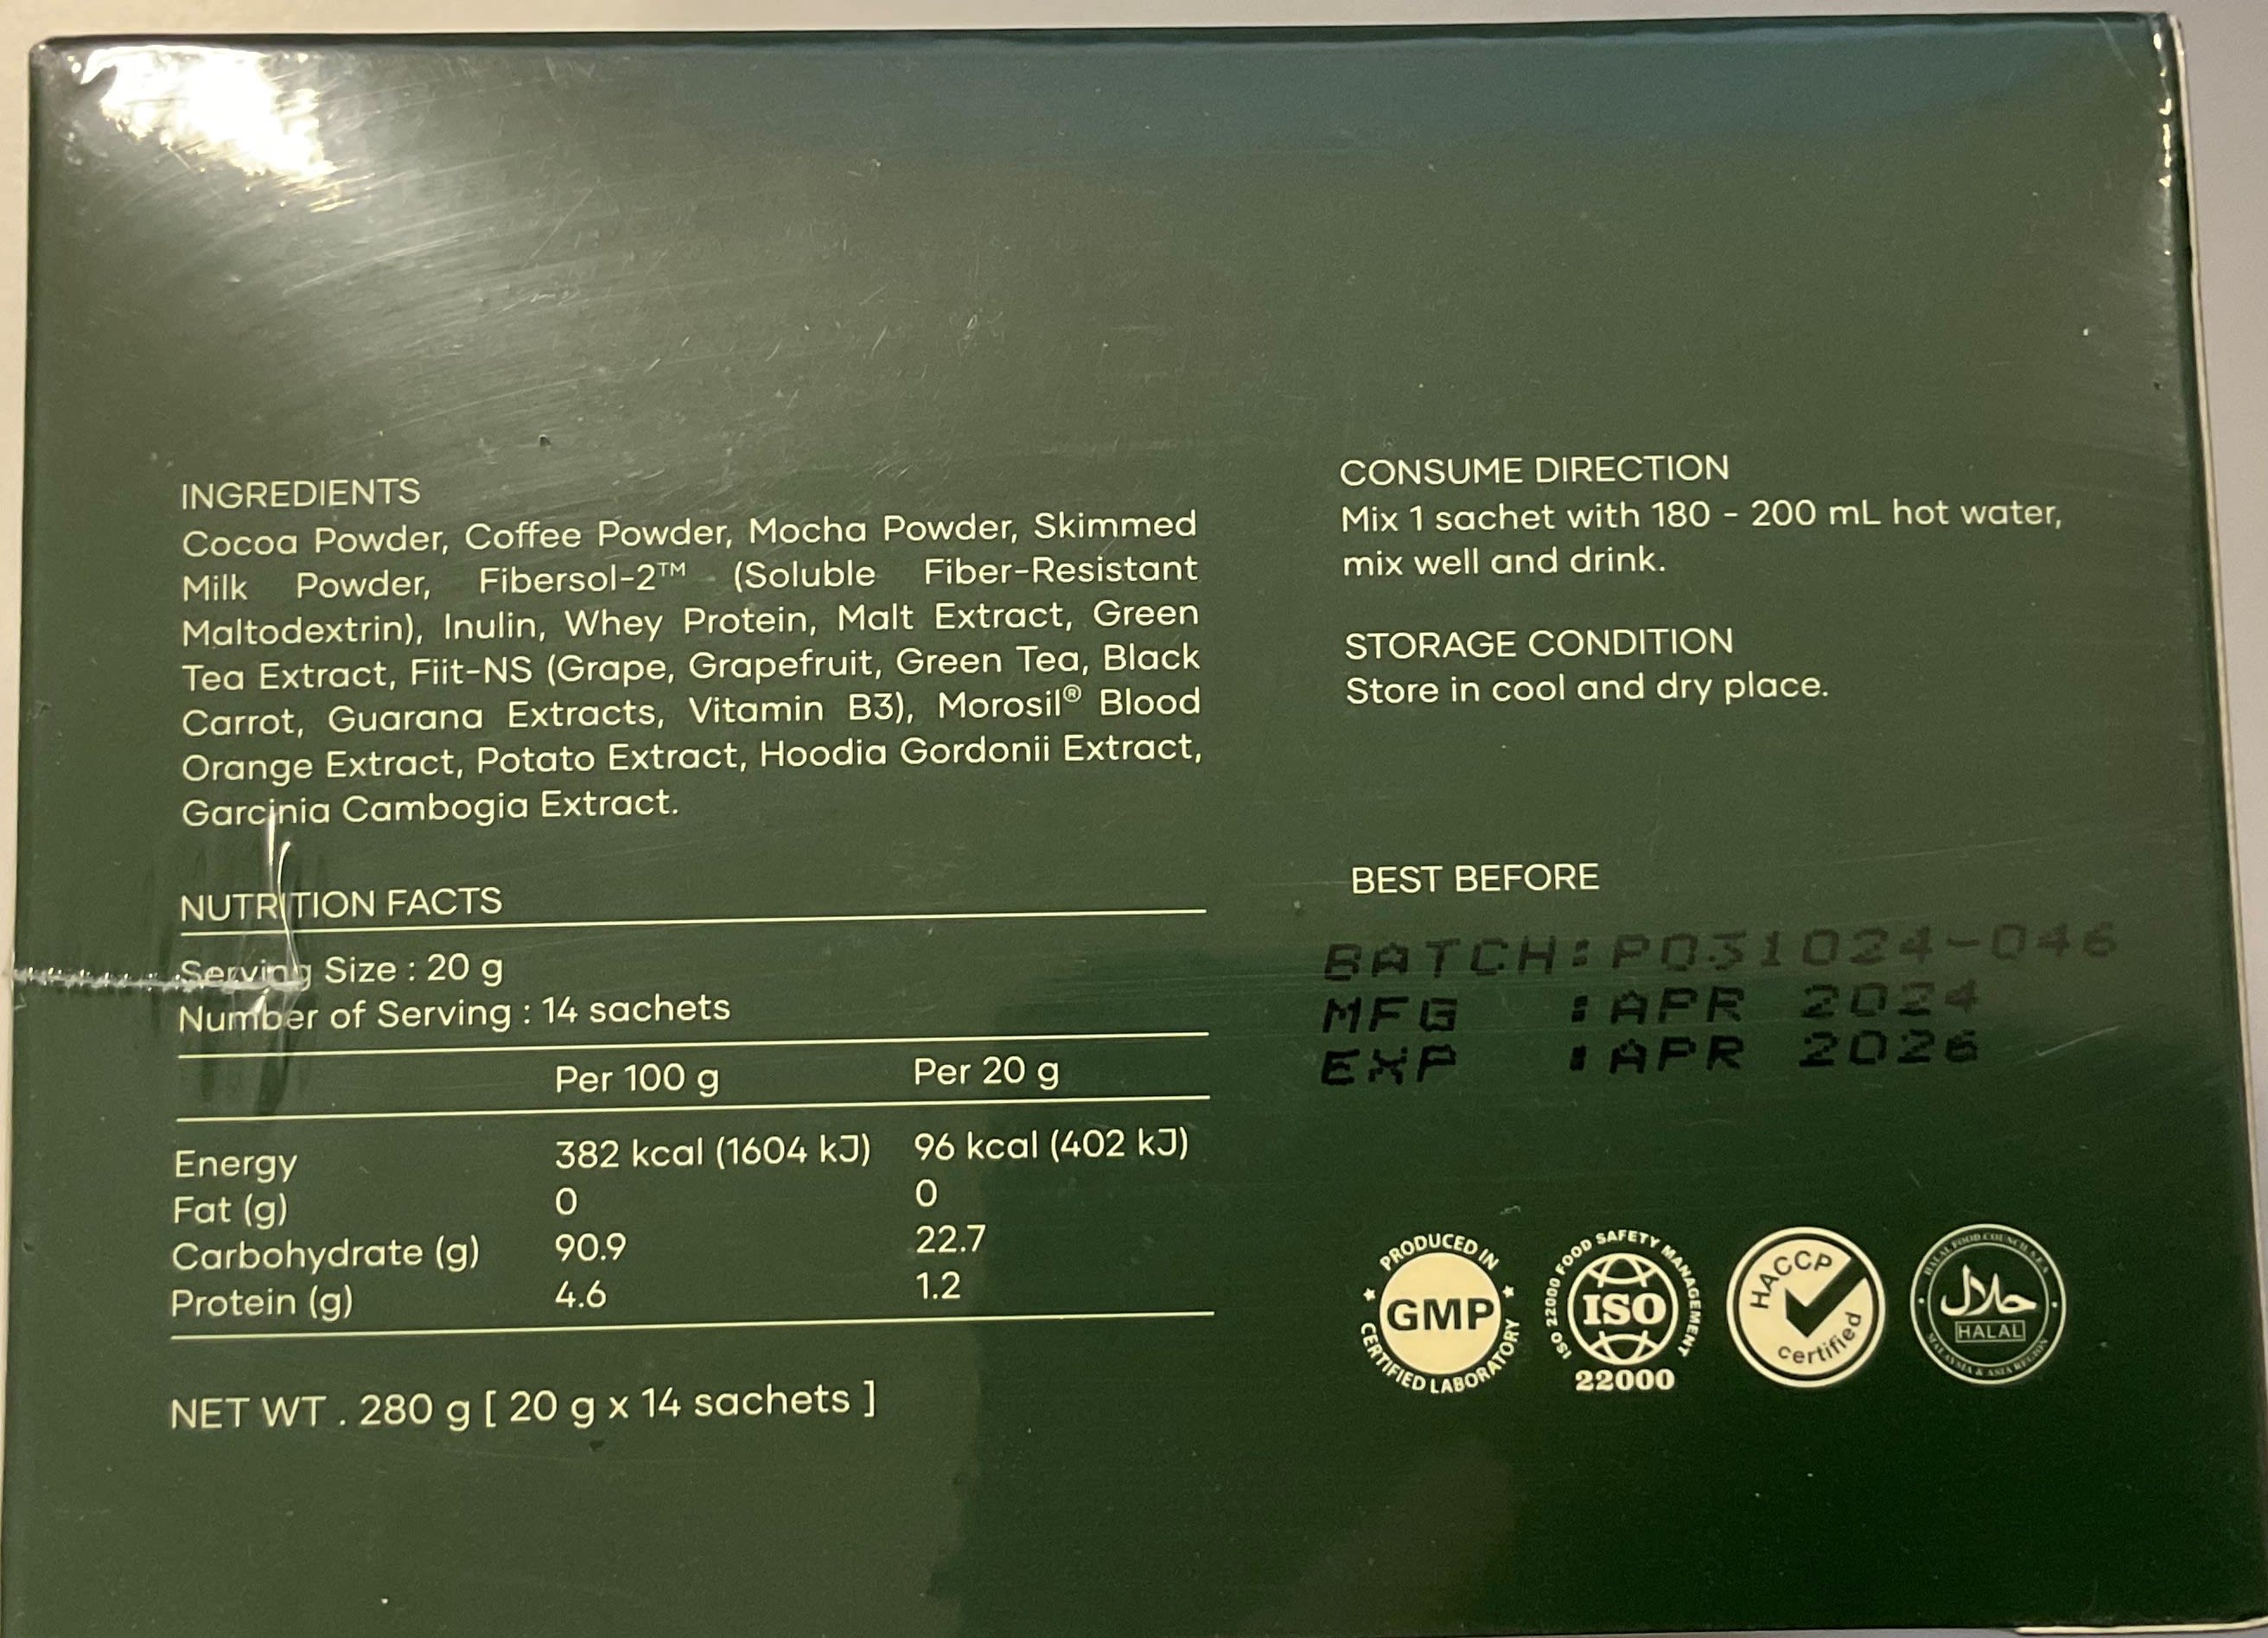 INGREDIENTS
Cocoa Powder, Coffee Powder, Mocha Powder, Skimmed
Milk Powder, Fibersol-2™ (Soluble Fiber-Resistant
Maltodextrin), Inulin, Whey Protein, Malt Extract, Green
Tea Extract, Fiit-NS (Grape, Grapefruit, Green Tea, Black
Carrot, Guarana Extracts, Vitamin B3), Morosil® Blood
Orange Extract, Potato Extract, Hoodia Gordonii Extract,
Garcinia Cambogia Extract.
NUTRITION FACTS
Serving Size : 20 g
Number of Serving : 14 sachets
Per 100 g Per 20 g
Energy 382 kcal (1604 kJ) 96 kcal (402 kJ)
Fat (g) 0 0
Carbohydrate (g) 90.9 22.7
Protein (g) 4.6 1.2
NET WT . 280 g [ 20 g x 14 sachets ]
CONSUME DIRECTION
Mix 1 sachet with 180 - 200 mL hot water,
mix well and drink.
STORAGE CONDITION
Store in cool and dry place.
BEST BEFORE
BATCH:P031024-046
MFG :APR 2024
EXP :APR 2026
PRODUCED IN
GMP
CERTIFIED LABORATORY
ISO 22000 FOOD SAFETY MANAGEMENT
ISO
22000
HACCP
certified
HALAL FOOD COUNCIL
حلال
HALAL
MALAYSIA & ASIA REGION